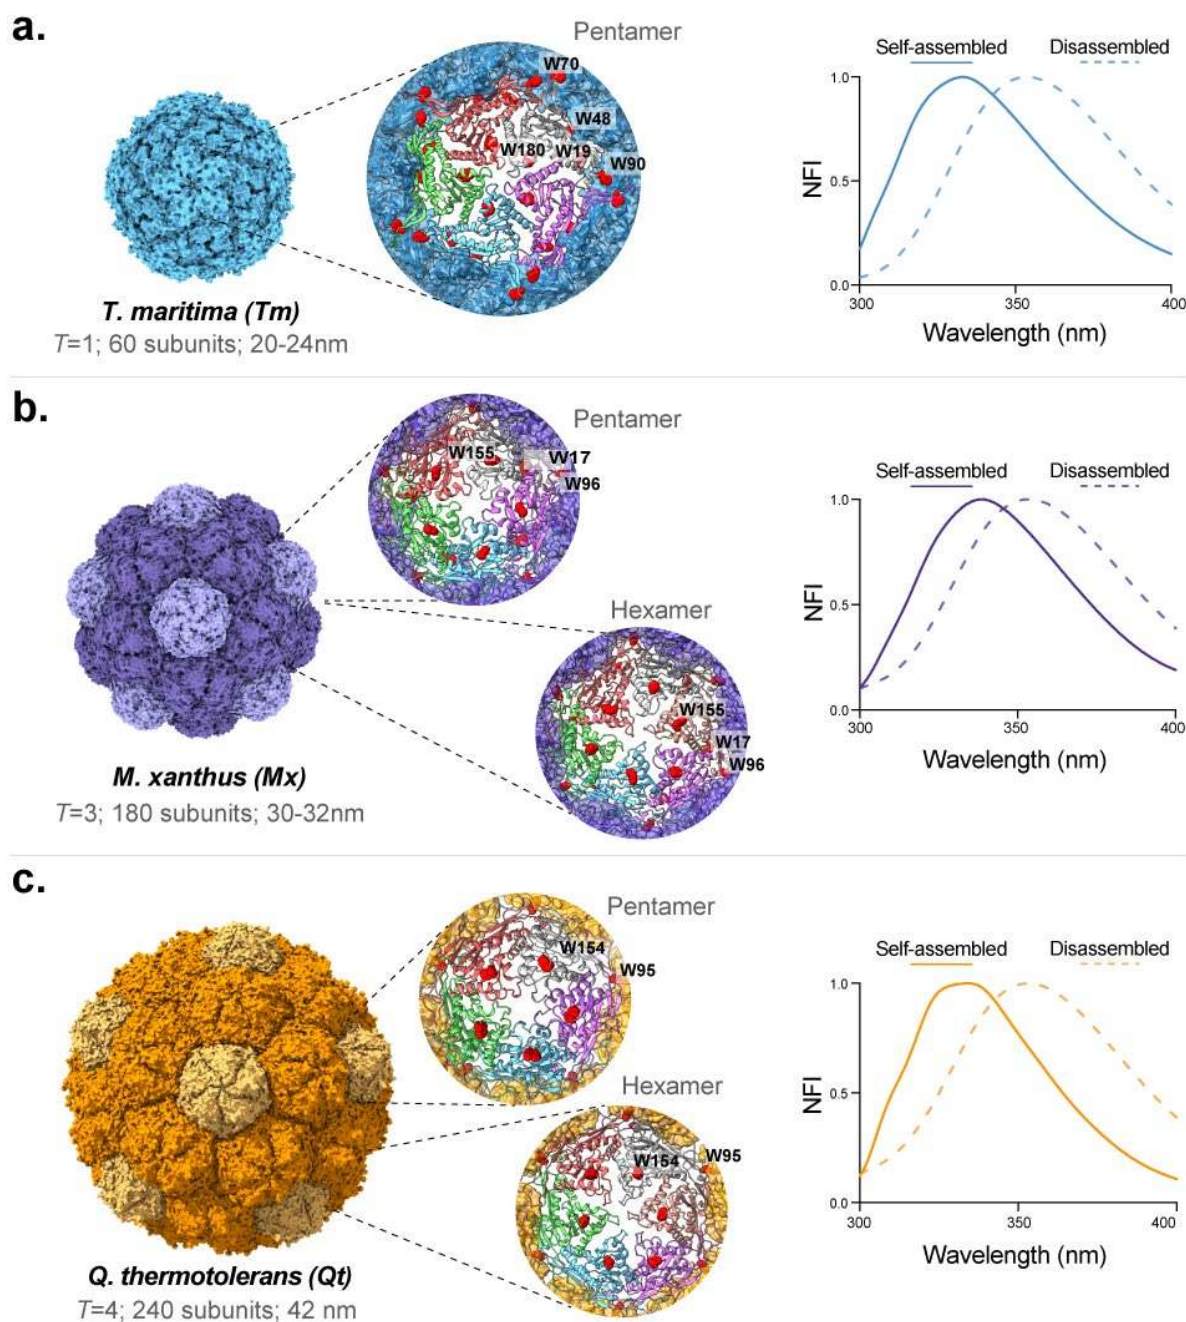 a.
Pentamer
W70
W48
W180
W19
W90
T. maritima (Tm)
T=1; 60 subunits; 20-24nm
Self-assembled
Disassembled
1.0
0.5
0.0
NFI
300
350
400
Wavelength (nm)
b.
Pentamer
W155
W17
W96
Hexamer
W155
W17
W96
M. xanthus (Mx)
T=3; 180 subunits; 30-32nm
Self-assembled
Disassembled
1.0
0.5
0.0
NFI
300
350
400
Wavelength (nm)
c.
Pentamer
W154
W95
Hexamer
W154
W95
Q. thermotolerans (Qt)
T=4; 240 subunits; 42 nm
Self-assembled
Disassembled
1.0
0.5
0.0
NFI
300
350
400
Wavelength (nm)